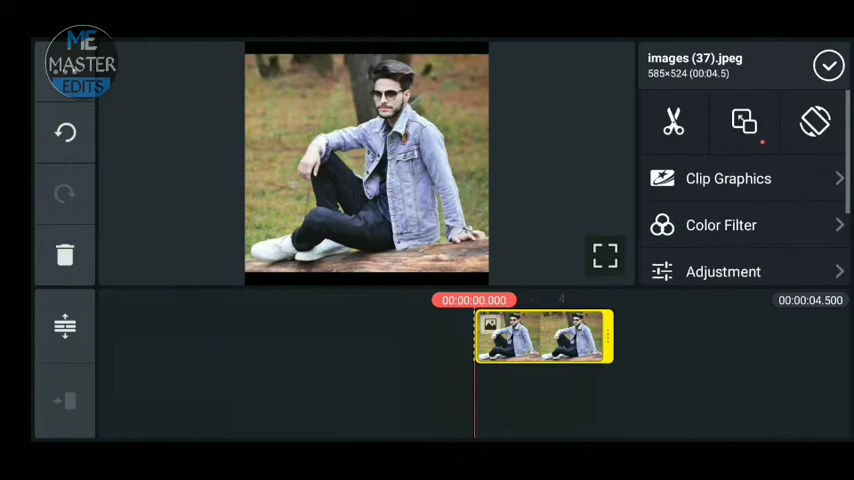 ME
MASTER
EDITS
images (37).jpeg
585×524 (00:04.5)
Clip Graphics
Color Filter
Adjustment
00:00:00.000
4
00:00:04.500